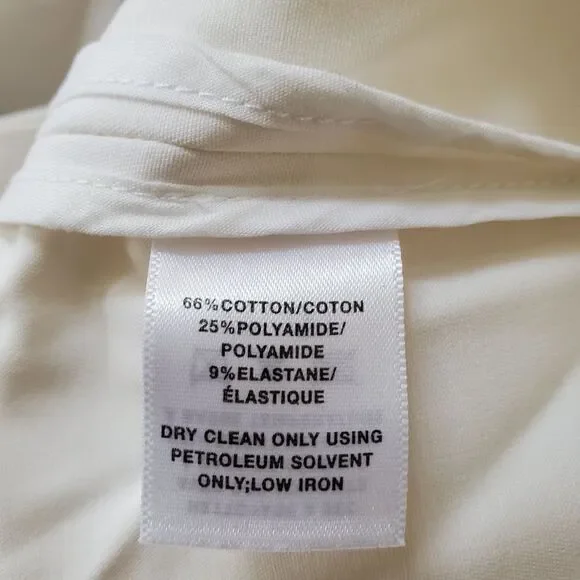 66%COTTON/COTON
25%POLYAMIDE/
POLYAMIDE
9%ELASTANE/
ÉLASTIQUE
DRY CLEAN ONLY USING
PETROLEUM SOLVENT
ONLY;LOW IRON